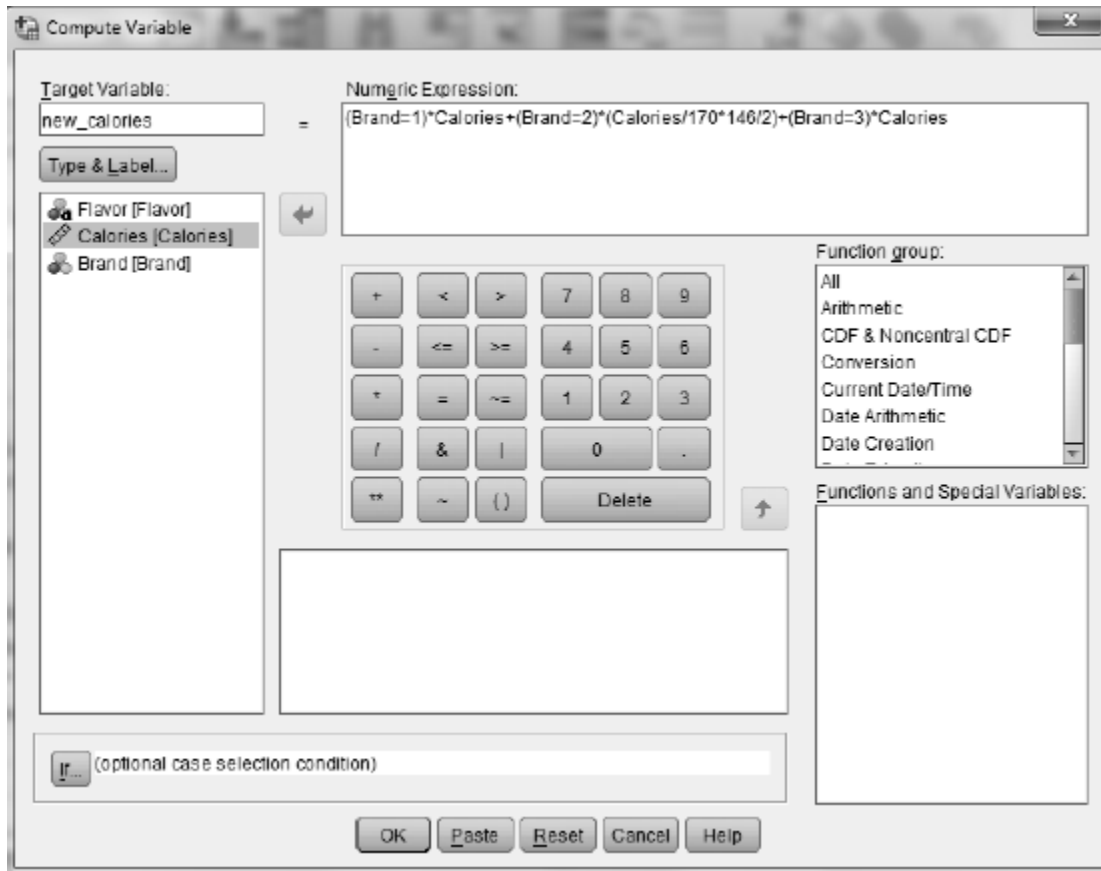 Compute Variable
x
Target Variable:
new_calories
=
Numeric Expression:
(Brand=1)*Calories+(Brand=2)*(Calories/170*146/2)+(Brand=3)*Calories
Type & Label...
Flavor [Flavor]
Calories [Calories]
Brand [Brand]
+ < > 7 8 9
- <= >= 4 5 6
* = ~= 1 2 3
/ & | 0 .
** ~ () Delete
Function group:
All
Arithmetic
CDF & Noncentral CDF
Conversion
Current Date/Time
Date Arithmetic
Date Creation
Functions and Special Variables:
If... (optional case selection condition)
OK Paste Reset Cancel Help